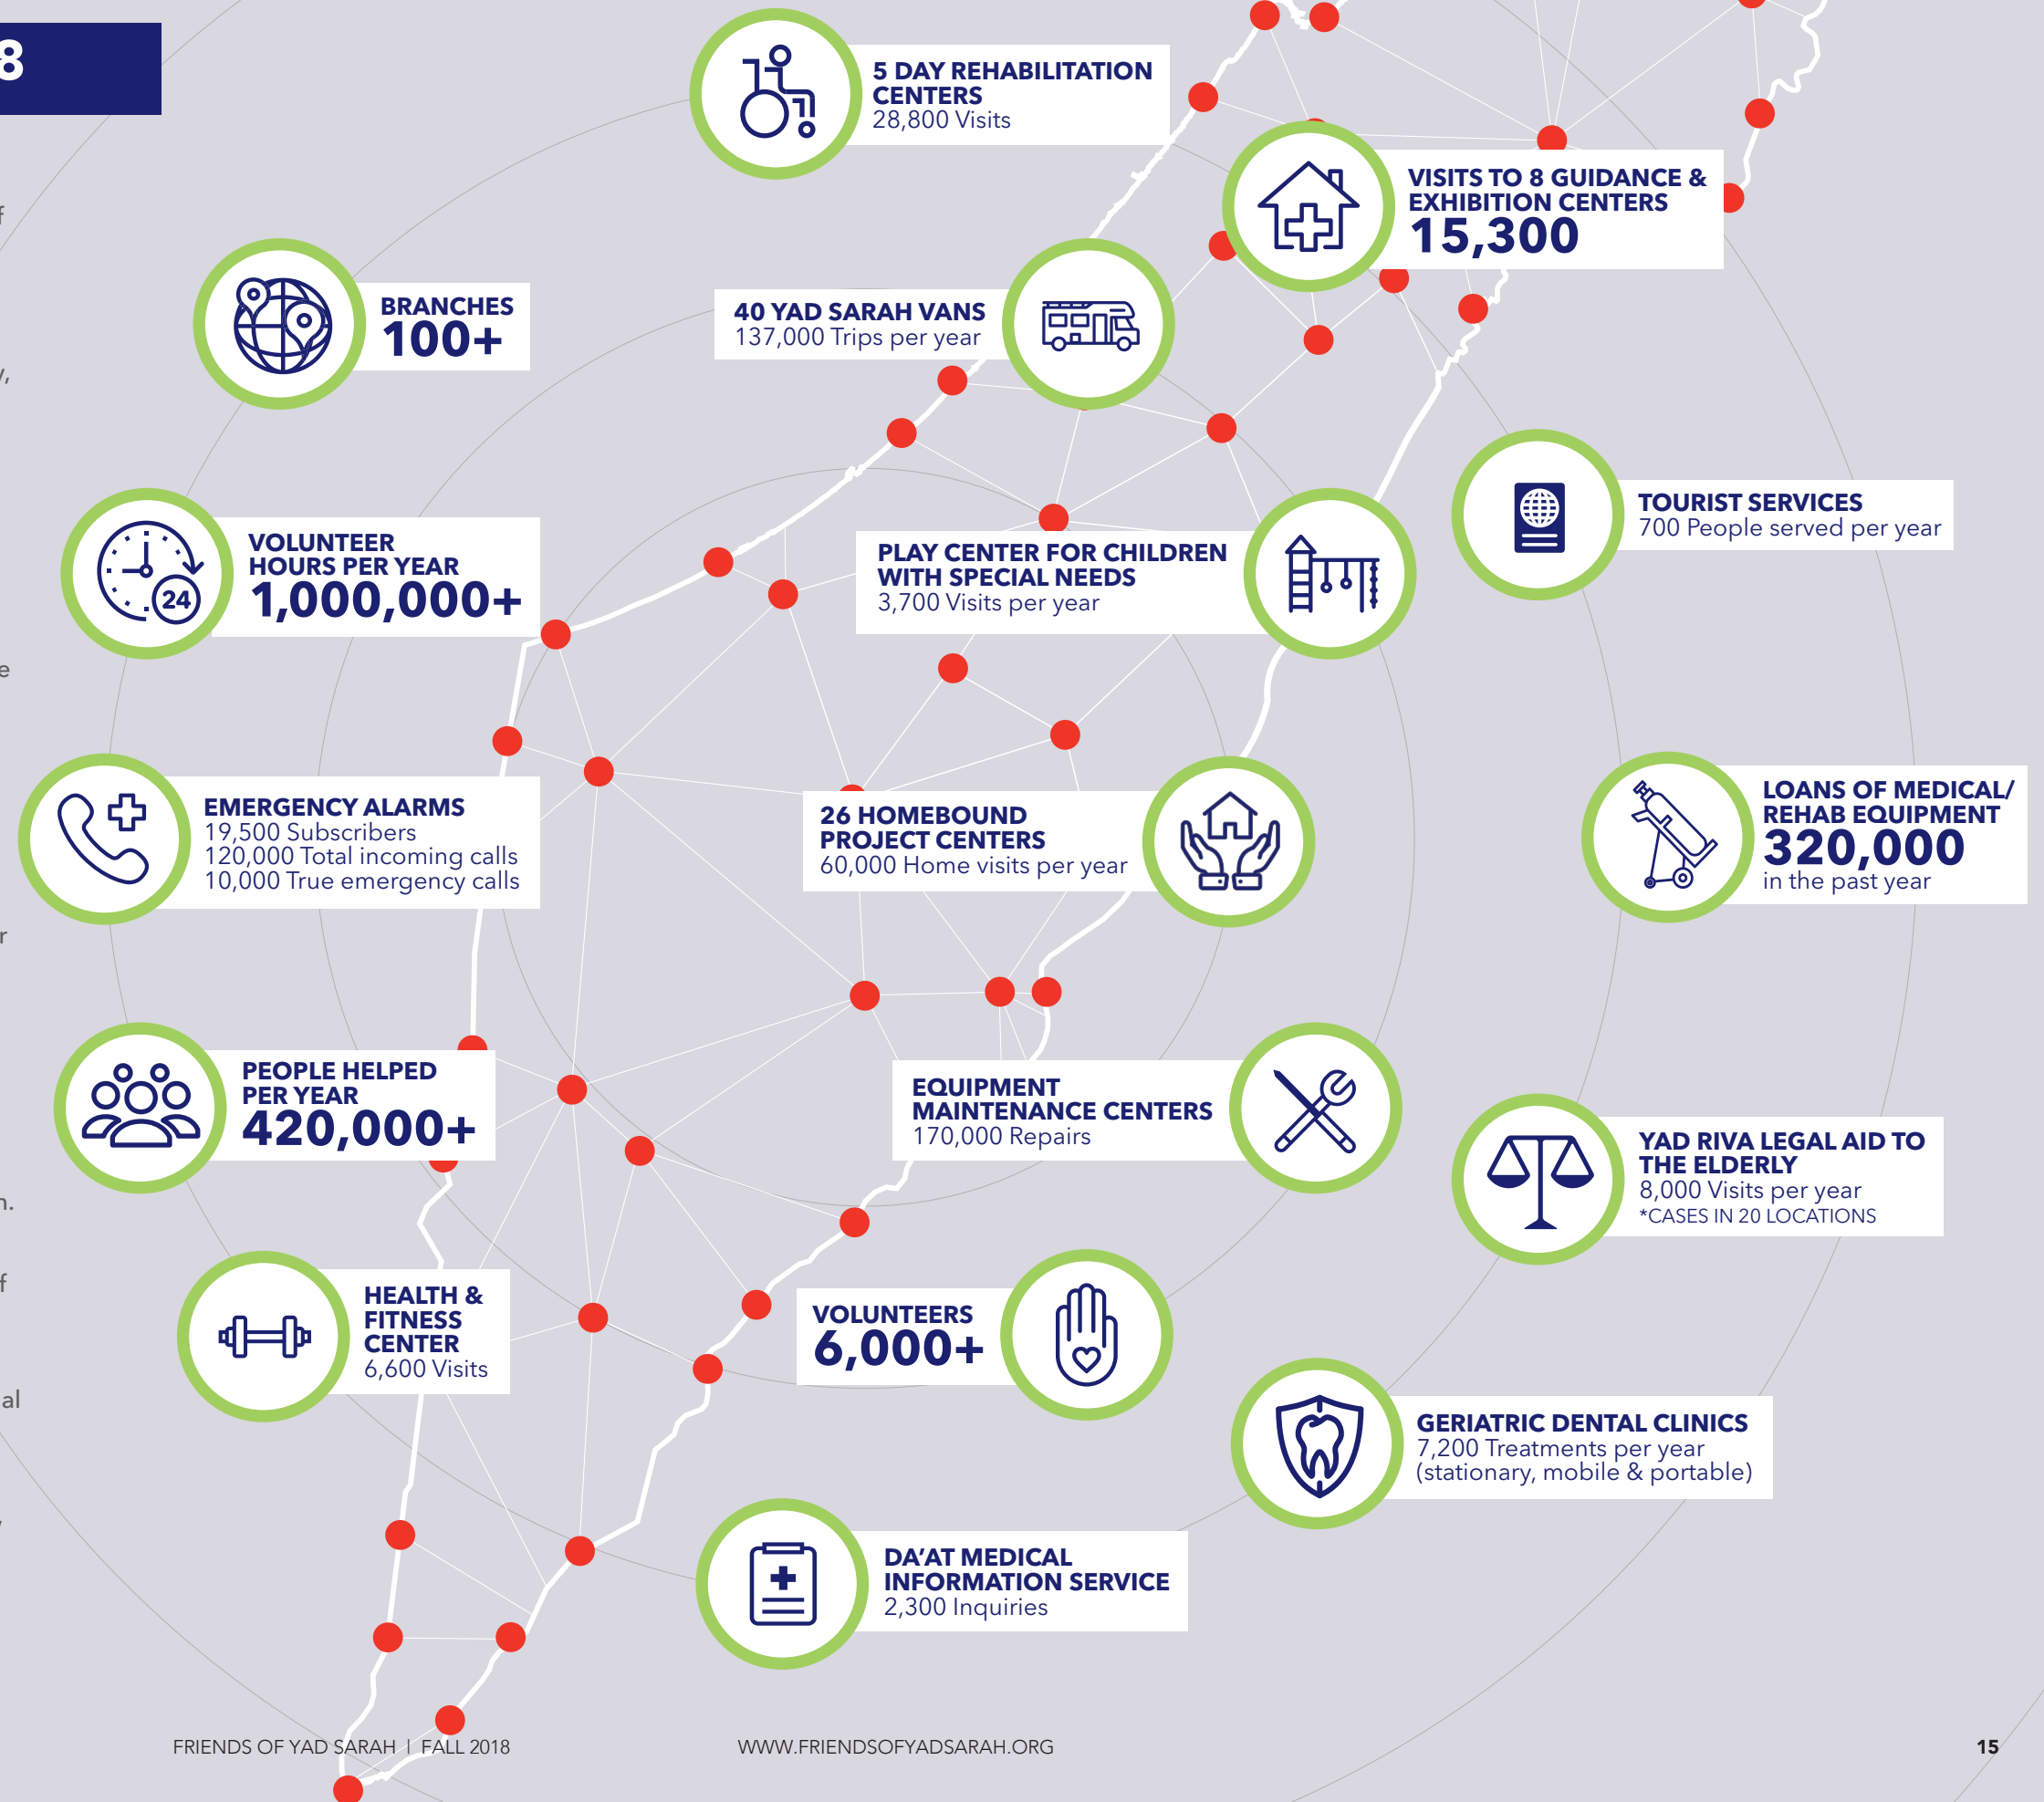 8
5 DAY REHABILITATION
CENTERS
28,800 Visits
VISITS TO 8 GUIDANCE &
EXHIBITION CENTERS
15,300
BRANCHES
100+
40 YAD SARAH VANS
137,000 Trips per year
TOURIST SERVICES
700 People served per year
VOLUNTEER
HOURS PER YEAR
1,000,000+
24
PLAY CENTER FOR CHILDREN
WITH SPECIAL NEEDS
3,700 Visits per year
EMERGENCY ALARMS
19,500 Subscribers
120,000 Total incoming calls
10,000 True emergency calls
26 HOMEBOUND
PROJECT CENTERS
60,000 Home visits per year
LOANS OF MEDICAL/
REHAB EQUIPMENT
320,000
in the past year
PEOPLE HELPED
PER YEAR
420,000+
EQUIPMENT
MAINTENANCE CENTERS
170,000 Repairs
YAD RIVA LEGAL AID TO
THE ELDERLY
8,000 Visits per year
*CASES IN 20 LOCATIONS
HEALTH &
FITNESS
CENTER
6,600 Visits
VOLUNTEERS
6,000+
GERIATRIC DENTAL CLINICS
7,200 Treatments per year
(stationary, mobile & portable)
DA’AT MEDICAL
INFORMATION SERVICE
2,300 Inquiries
FRIENDS OF YAD SARAH | FALL 2018
WWW.FRIENDSOFYADSARAH.ORG
15